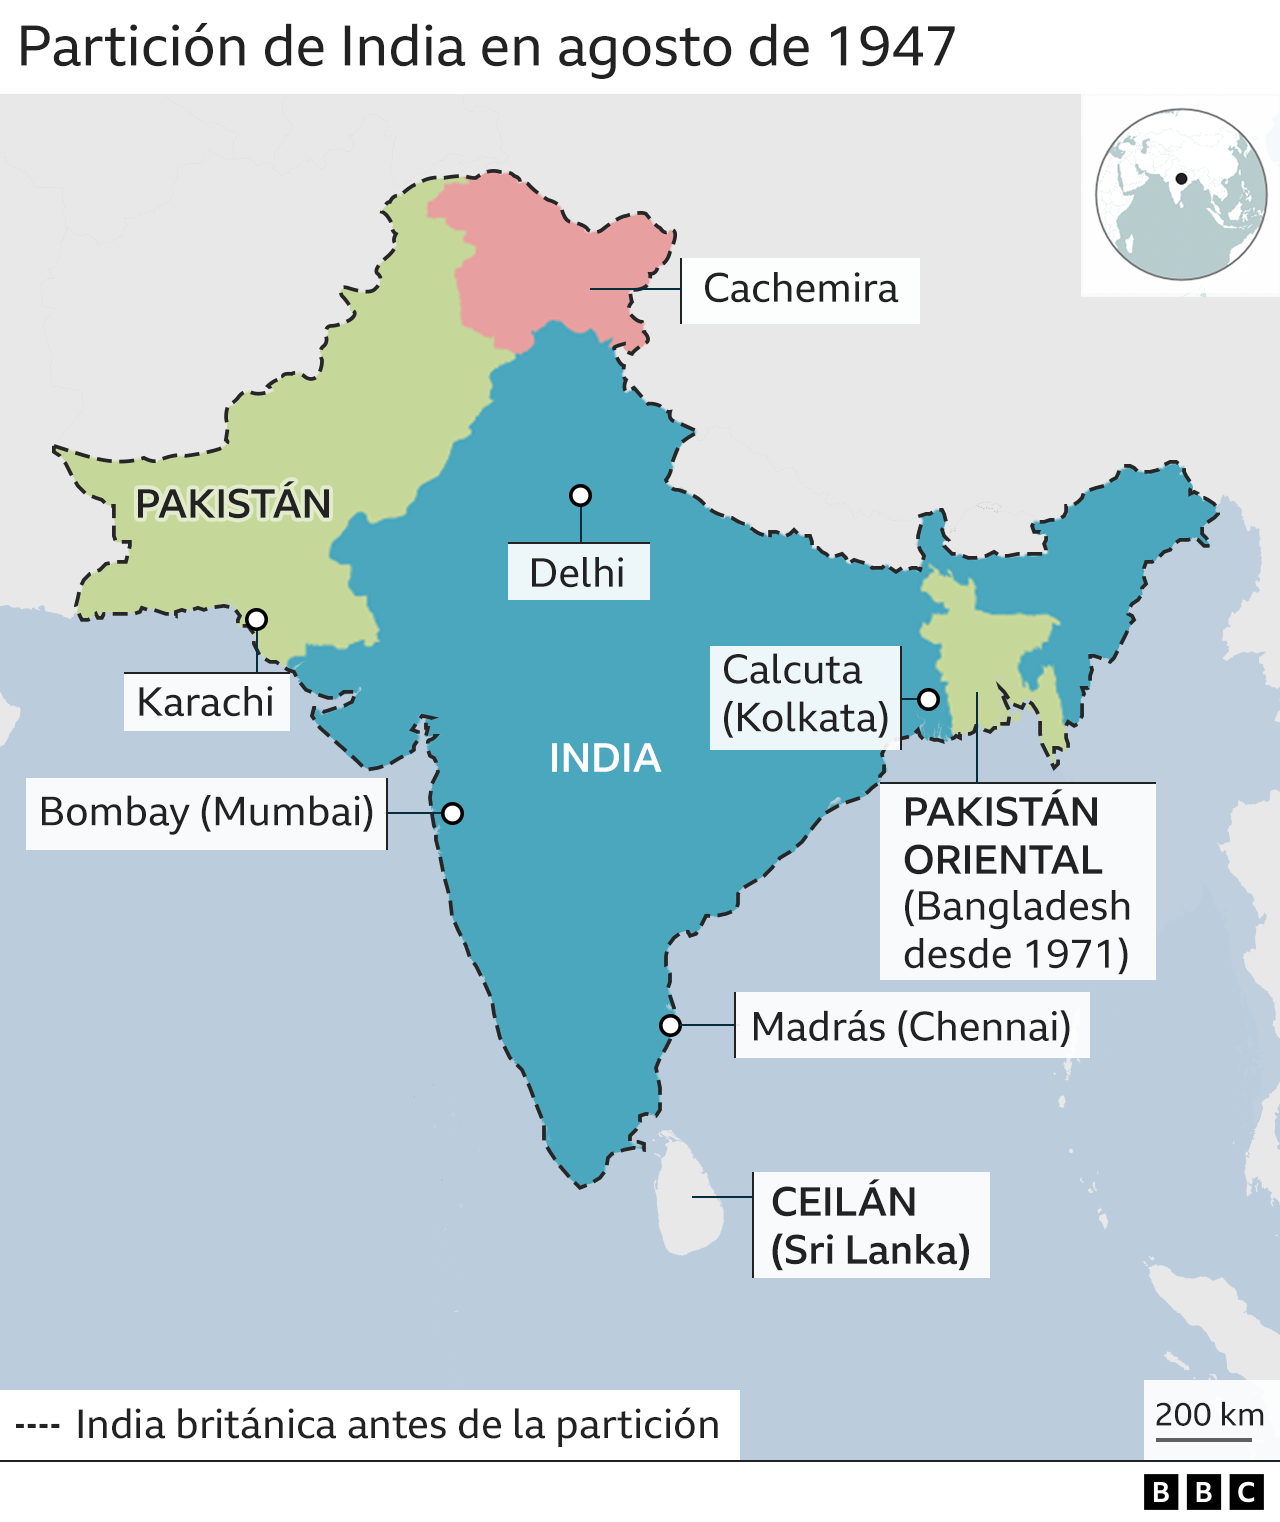 Partición de India en agosto de 1947
Cachemira
PAKISTÁN
Delhi
Karachi
Calcuta
(Kolkata)
INDIA
Bombay (Mumbai)
PAKISTÁN
ORIENTAL
(Bangladesh
desde 1971)
Madrás (Chennai)
CEILÁN
(Sri Lanka)
India británica antes de la partición
200 km
BBC